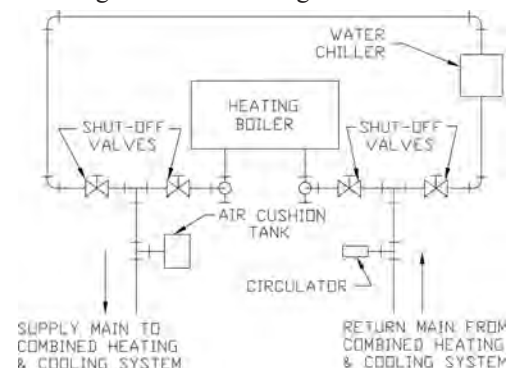 WATER
CHILLER
HEATING
BOILER
SHUT-OFF
VALVES
SHUT-OFF
VALVES
AIR CUSHION
TANK
CIRCULATOR
SUPPLY MAIN TO
COMBINED HEATING
& COOLING SYSTEM
RETURN MAIN FROM
COMBINED HEATING
& COOLING SYSTEM